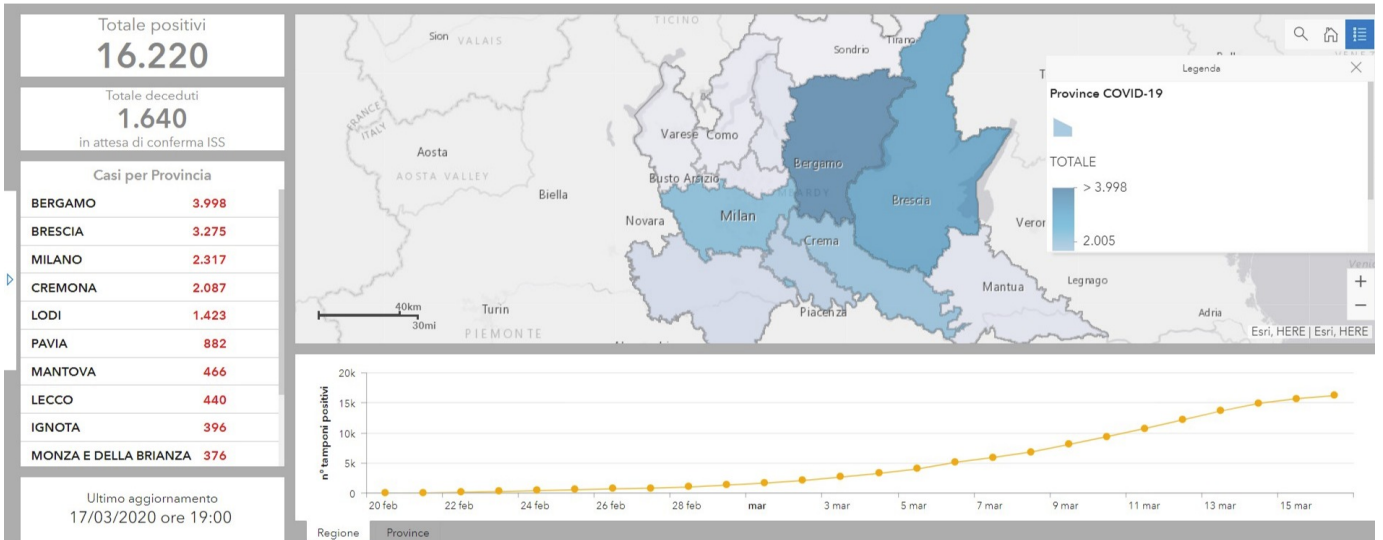 Totale positivi
16.220
Totale deceduti
1.640
in attesa di conferma ISS
Casi per Provincia
BERGAMO 3.998
BRESCIA 3.275
MILANO 2.317
CREMONA 2.087
LODI 1.423
PAVIA 882
MANTOVA 466
LECCO 440
IGNOTA 396
MONZA E DELLA BRIANZA 376
Ultimo aggiornamento
17/03/2020 ore 19:00
TICINO
Sion VALAIS
Sondrio
Tirano
FRANCE
ITALY
Varese Como
Aosta
AOSTA VALLEY
Bergamo
Busto Arsizio
Biella
Brescia
Novara
Milan
Crema
Mantua
Legnago
Turin
PIEMONTE
Piacenza
Adria
40km
30mi
Esri, HERE | Esri, HERE
Legenda
Province COVID-19
TOTALE
> 3.998
2.005
n° tamponi positivi
20k
15k
10k
5k
0
20 feb 22 feb 24 feb 26 feb 28 feb mar 3 mar 5 mar 7 mar 9 mar 11 mar 13 mar 15 mar
Regione Province